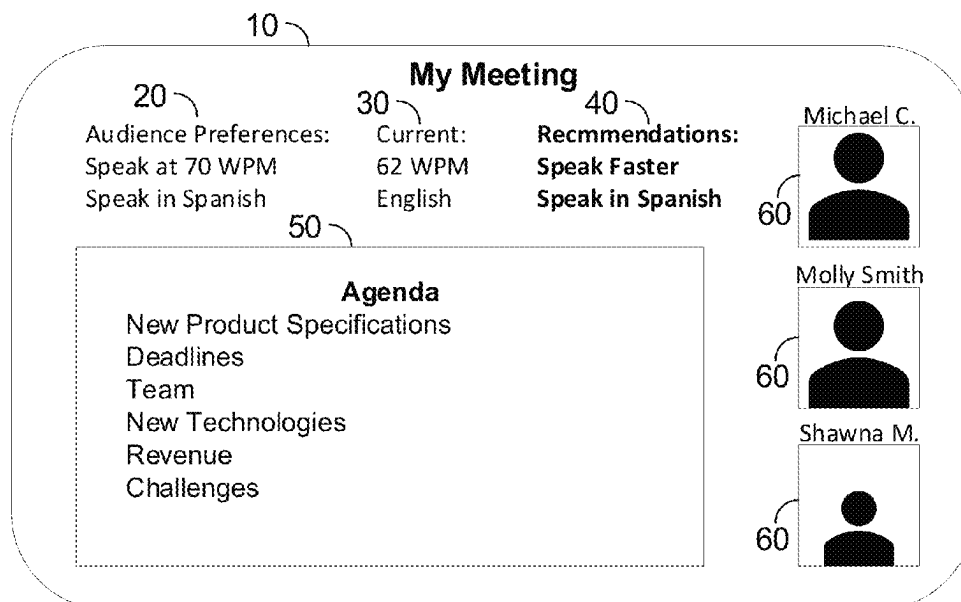 10
My Meeting
20
30
40
Audience Preferences:
Current:
Recmmendations:
Speak at 70 WPM
62 WPM
Speak Faster
Speak in Spanish
English
Speak in Spanish
Michael C.
60
50
Agenda
New Product Specifications
Deadlines
Team
New Technologies
Revenue
Challenges
Molly Smith
60
Shawna M.
60